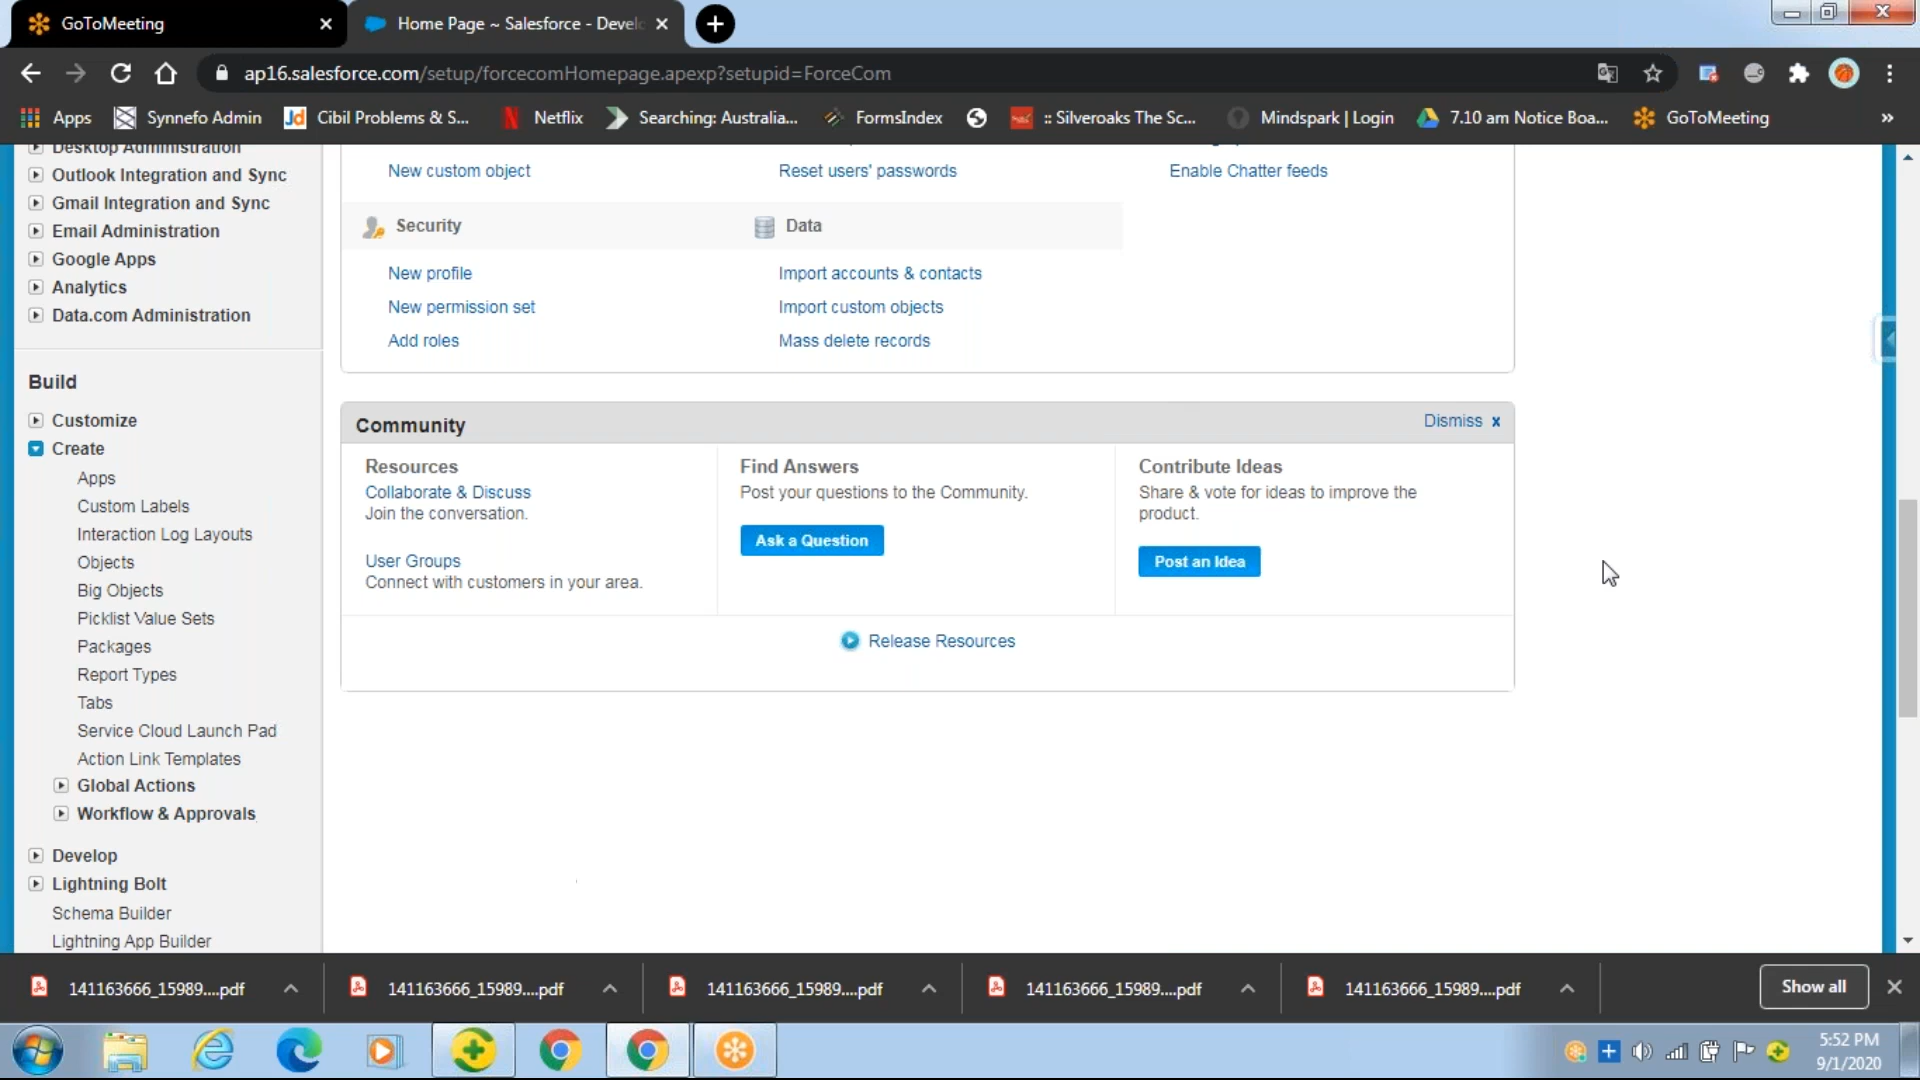 GoToMeeting
Home Page ~ Salesforce - Devel
ap16.salesforce.com/setup/forcecomHomepage.apexp?setupid=ForceCom
Apps
Synnefo Admin
Jd
Cibil Problems & S...
Netflix
Searching: Australia...
FormsIndex
:: Silveroaks The Sc...
Mindspark | Login
7.10 am Notice Boa...
GoToMeeting
»
Desktop Administration
Outlook Integration and Sync
Gmail Integration and Sync
Email Administration
Google Apps
Analytics
Data.com Administration
Build
Customize
Create
Apps
Custom Labels
Interaction Log Layouts
Objects
Big Objects
Picklist Value Sets
Packages
Report Types
Tabs
Service Cloud Launch Pad
Action Link Templates
Global Actions
Workflow & Approvals
Develop
Lightning Bolt
Schema Builder
Lightning App Builder
New custom object
Reset users' passwords
Enable Chatter feeds
Security
Data
New profile
New permission set
Add roles
Import accounts & contacts
Import custom objects
Mass delete records
Community
Dismiss x
Resources
Collaborate & Discuss
Join the conversation.
User Groups
Connect with customers in your area.
Find Answers
Post your questions to the Community.
Ask a Question
Contribute Ideas
Share & vote for ideas to improve the
product.
Post an Idea
Release Resources
141163666_15989....pdf
141163666_15989....pdf
141163666_15989....pdf
141163666_15989....pdf
141163666_15989....pdf
Show all
5:52 PM
9/1/2020